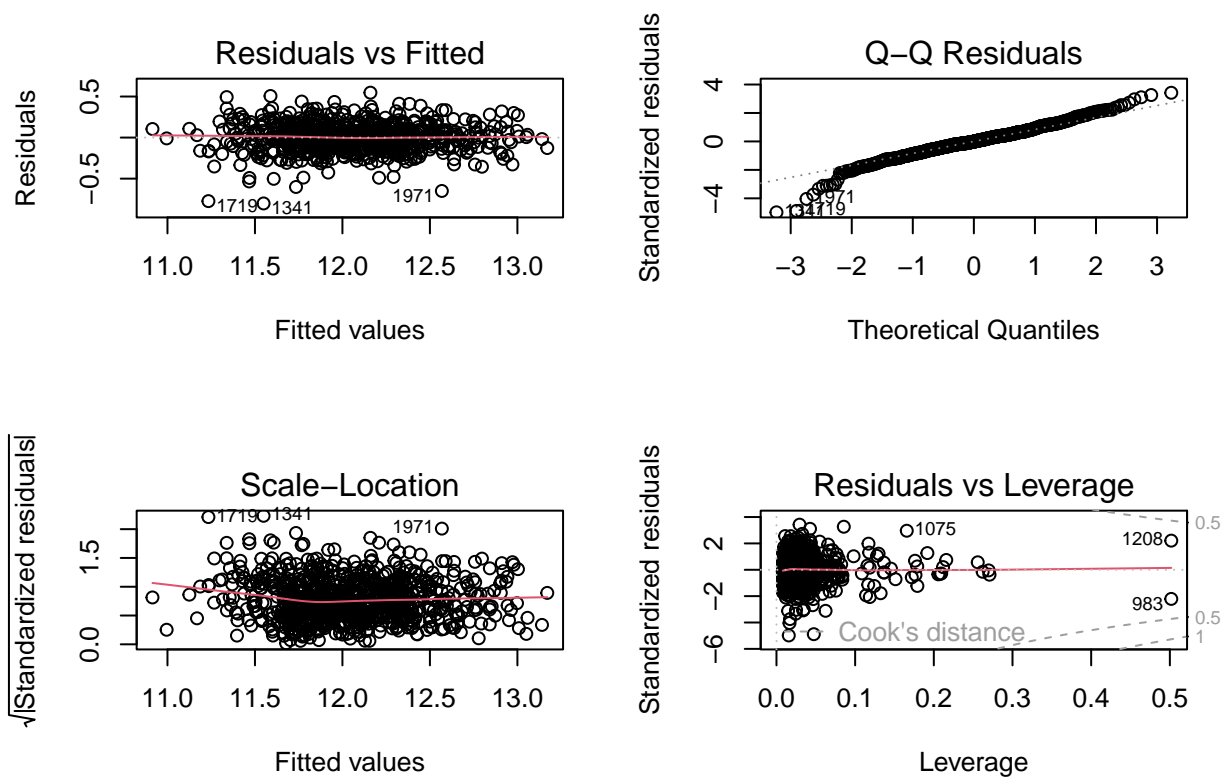 Residuals vs Fitted
Residuals
0.5
−0.5
1719
1341
1971
11.0 11.5 12.0 12.5 13.0
Fitted values
Q−Q Residuals
Standardized residuals
4
0
−4
1971
1719
−3 −2 −1 0 1 2 3
Theoretical Quantiles
Scale−Location
√|Standardized residuals|
1.5
0.0
1719
1341
1971
11.0 11.5 12.0 12.5 13.0
Fitted values
Residuals vs Leverage
Standardized residuals
2
−2
−6
1075
1208
983
Cook's distance
0.5
0.5
1
0.0 0.1 0.2 0.3 0.4 0.5
Leverage